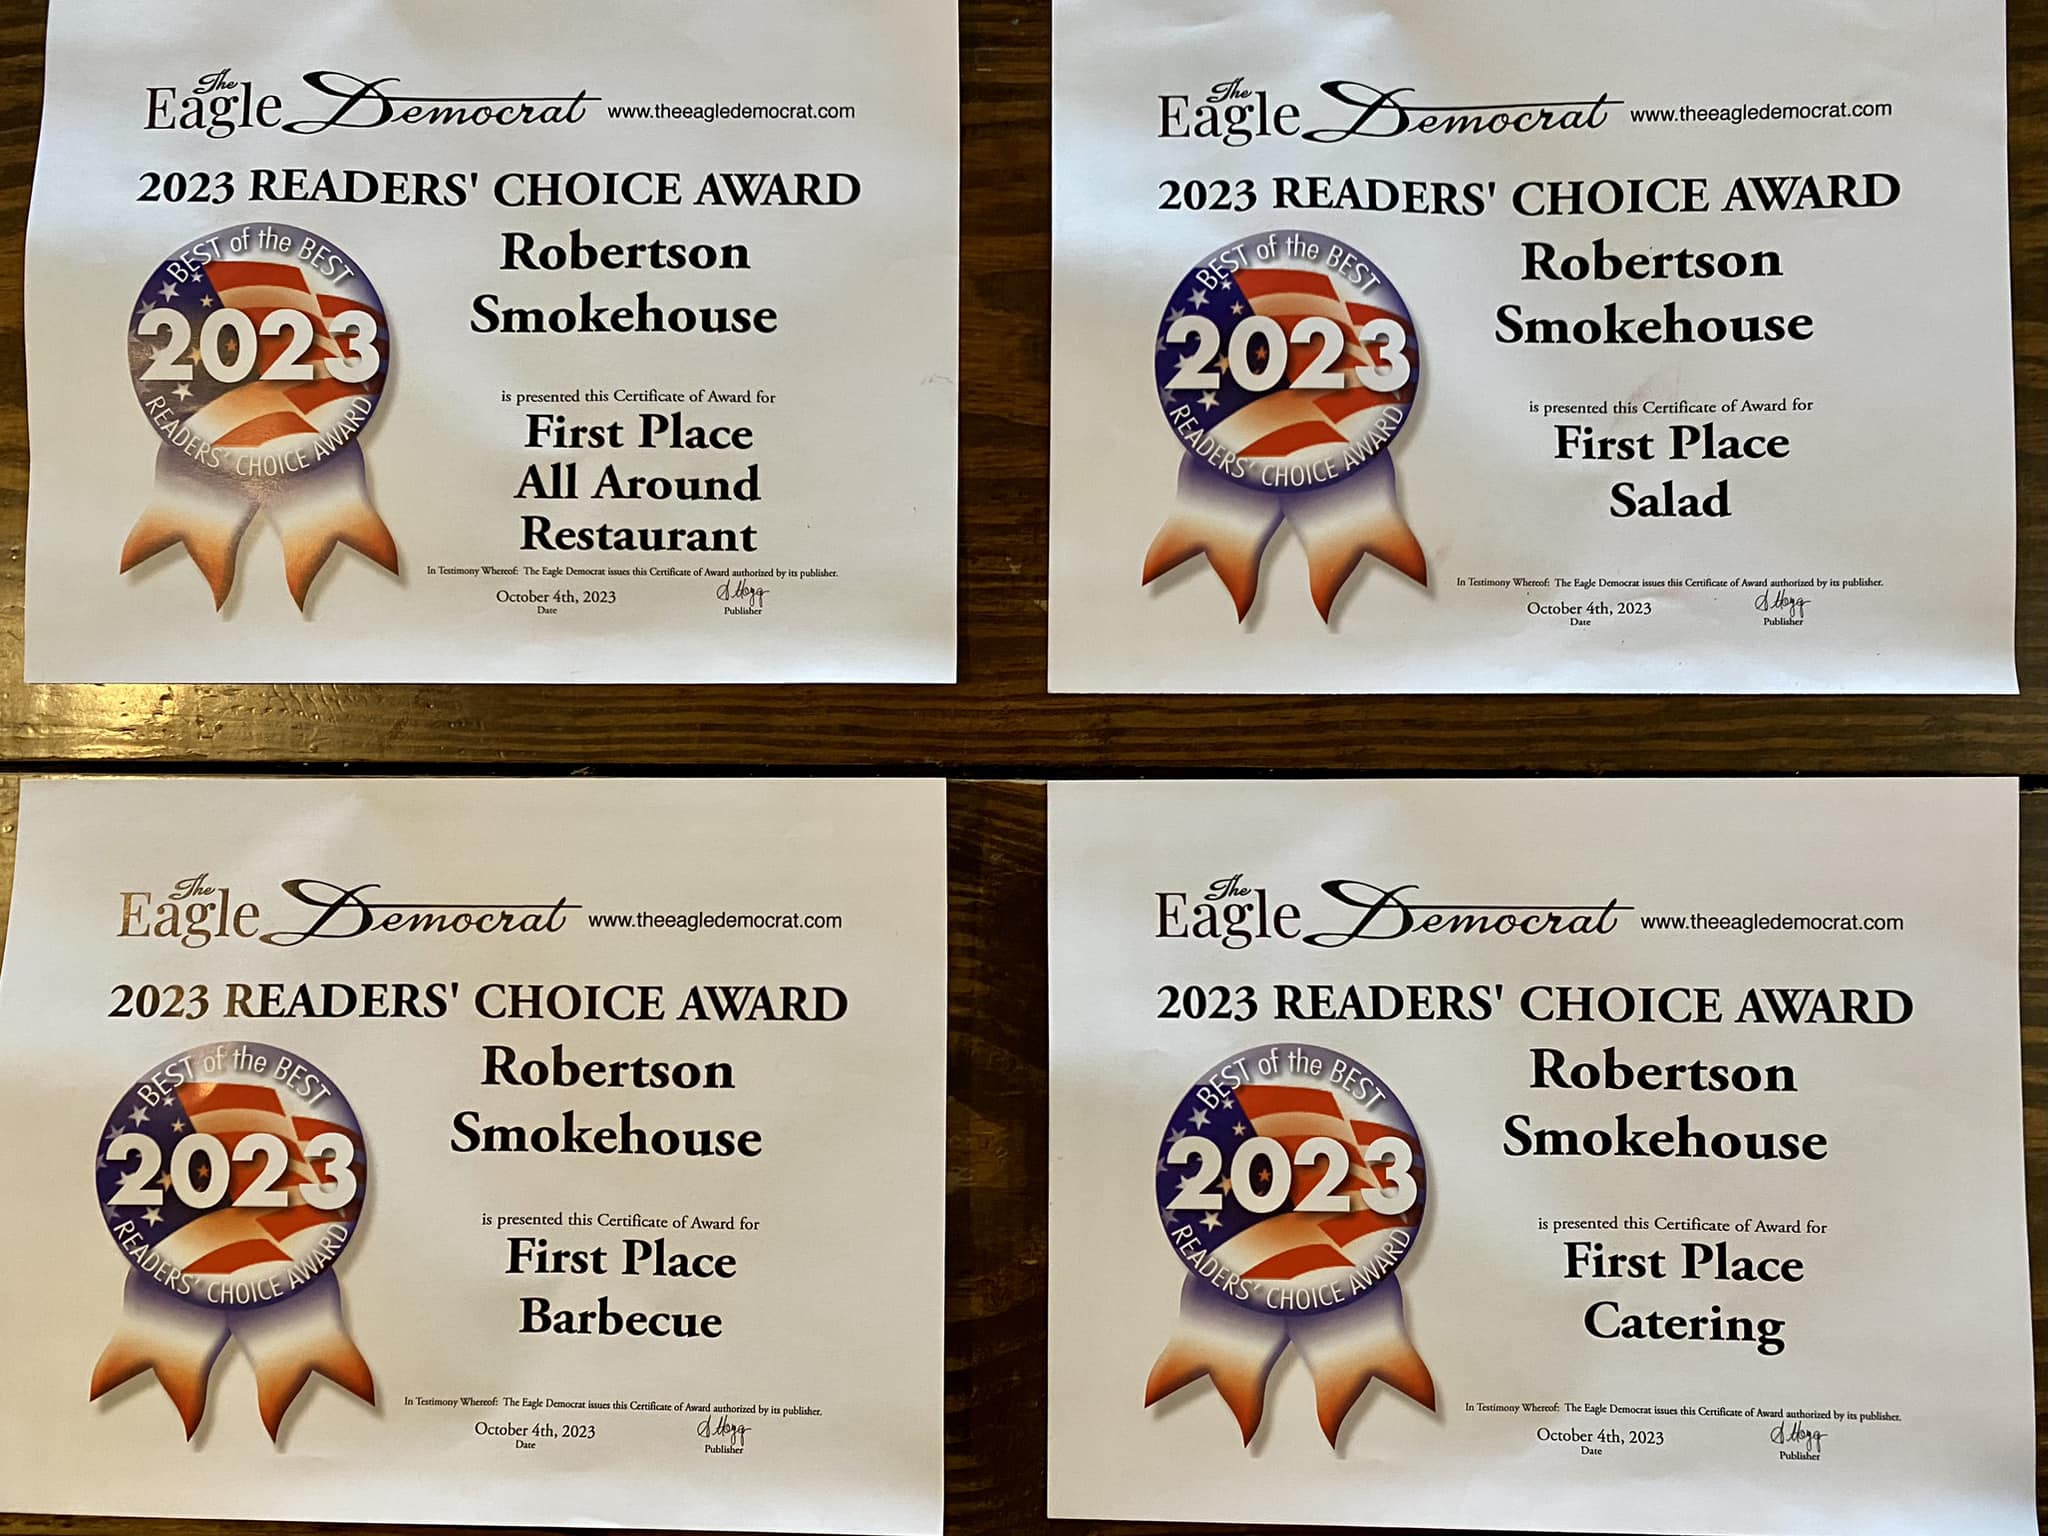 The Eagle Democrat www.theeagledemocrat.com
2023 READERS' CHOICE AWARD
BEST of the BEST
2023
READERS' CHOICE AWARD
Robertson
Smokehouse
is presented this Certificate of Award for
First Place
All Around
Restaurant
In Testimony Whereof: The Eagle Democrat issues this Certificate of Award authorized by its publisher.
October 4th, 2023
Date
Publisher
The Eagle Democrat www.theeagledemocrat.com
2023 READERS' CHOICE AWARD
BEST of the BEST
2023
READERS' CHOICE AWARD
Robertson
Smokehouse
is presented this Certificate of Award for
First Place
Salad
In Testimony Whereof: The Eagle Democrat issues this Certificate of Award authorized by its publisher.
October 4th, 2023
Date
Publisher
The Eagle Democrat www.theeagledemocrat.com
2023 READERS' CHOICE AWARD
BEST of the BEST
2023
READERS' CHOICE AWARD
Robertson
Smokehouse
is presented this Certificate of Award for
First Place
Barbecue
In Testimony Whereof: The Eagle Democrat issues this Certificate of Award authorized by its publisher.
October 4th, 2023
Date
Publisher
The Eagle Democrat www.theeagledemocrat.com
2023 READERS' CHOICE AWARD
BEST of the BEST
2023
READERS' CHOICE AWARD
Robertson
Smokehouse
is presented this Certificate of Award for
First Place
Catering
In Testimony Whereof: The Eagle Democrat issues this Certificate of Award authorized by its publisher.
October 4th, 2023
Date
Publisher